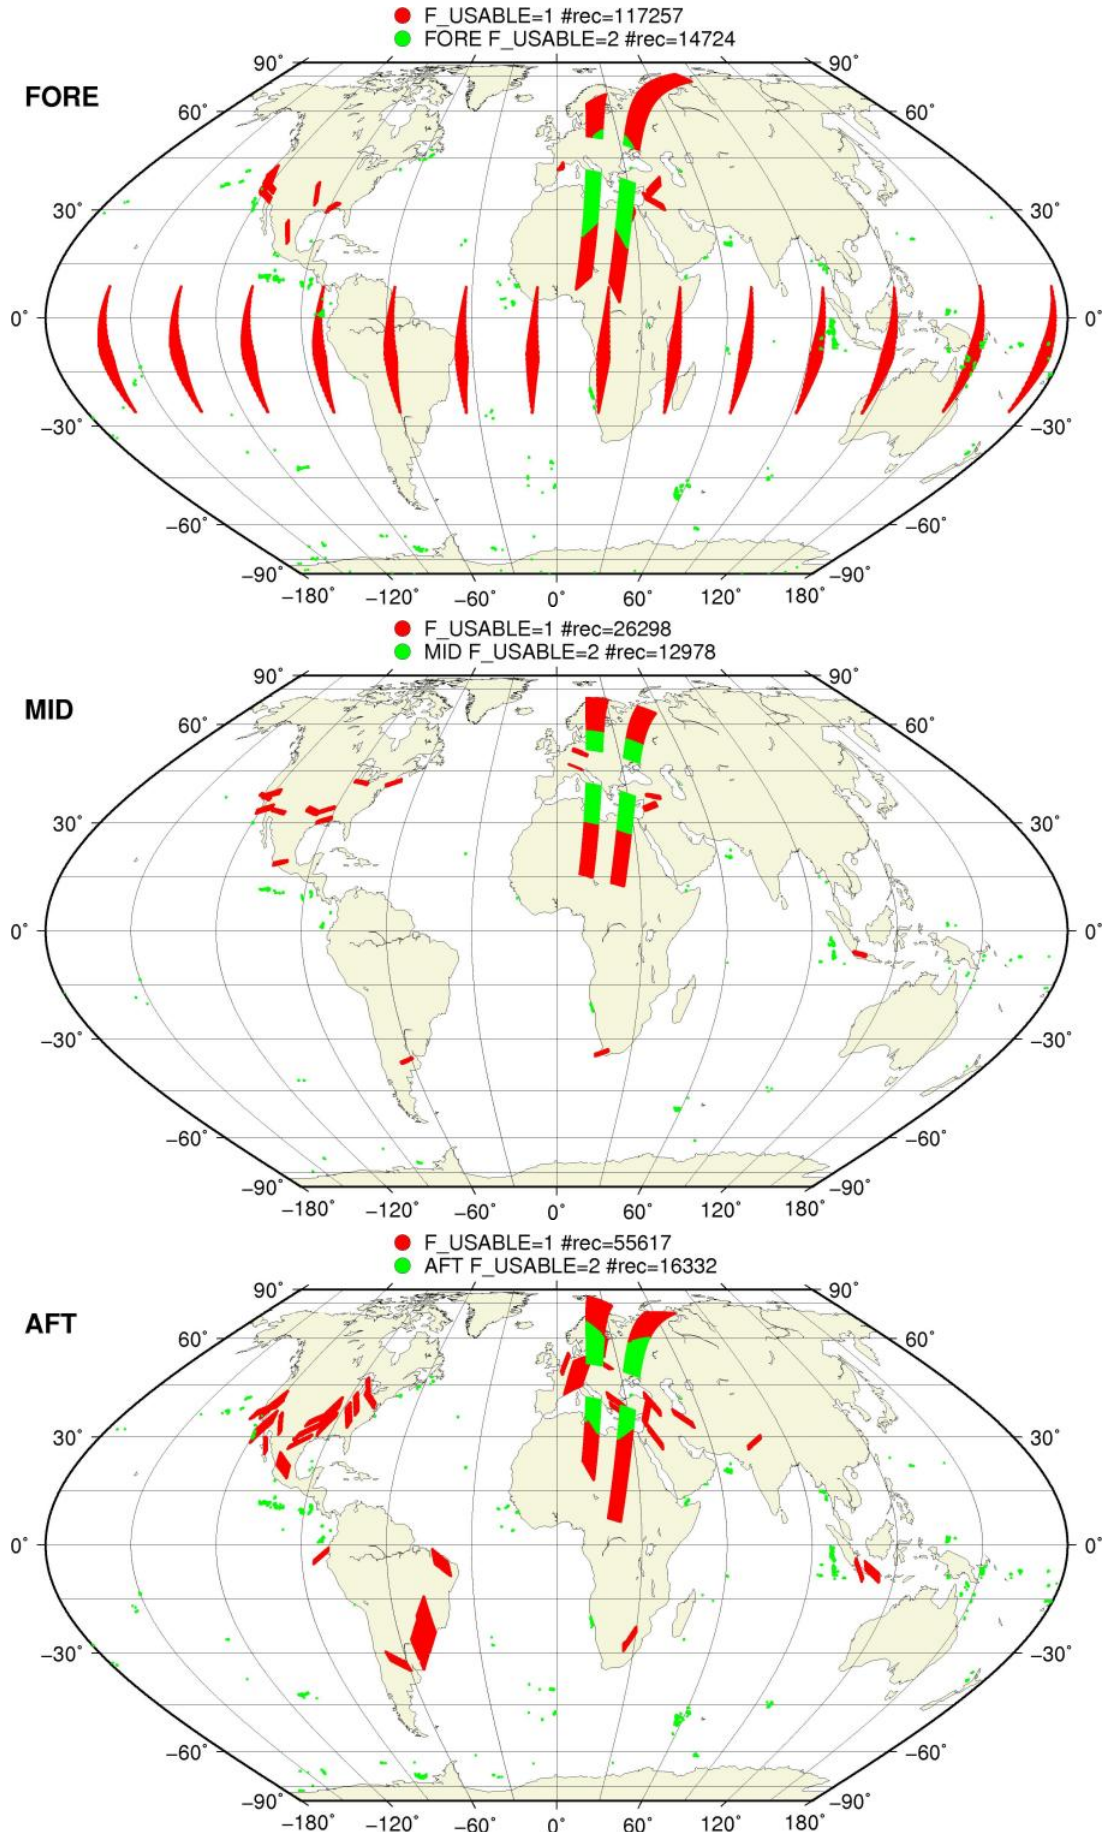 F_USABLE=1 #rec=117257
FORE F_USABLE=2 #rec=14724
FORE
90° 90°
60° 60°
30° 30°
0° 0°
−30° −30°
−60° −60°
−90° −90°
−180° −120° −60° 0° 60° 120° 180°
F_USABLE=1 #rec=26298
MID F_USABLE=2 #rec=12978
MID
90° 90°
60° 60°
30° 30°
0° 0°
−30° −30°
−60° −60°
−90° −90°
−180° −120° −60° 0° 60° 120° 180°
F_USABLE=1 #rec=55617
AFT F_USABLE=2 #rec=16332
AFT
90° 90°
60° 60°
30° 30°
0° 0°
−30° −30°
−60° −60°
−90° −90°
−180° −120° −60° 0° 60° 120° 180°